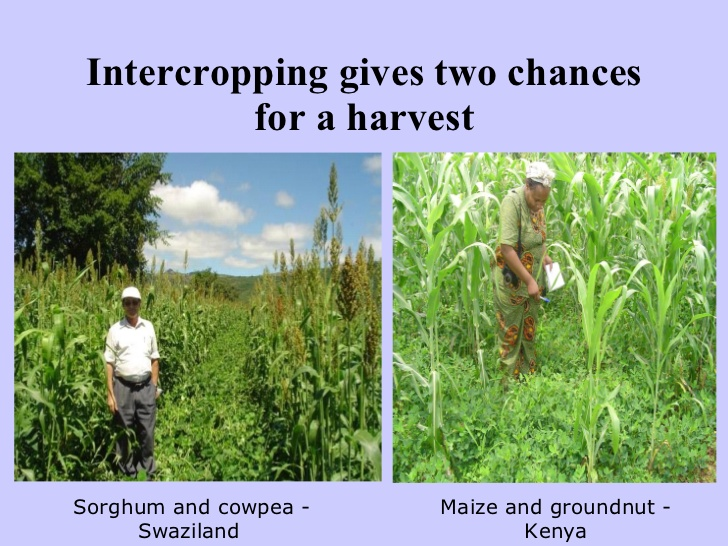 Intercropping gives two chances
for a harvest
Sorghum and cowpea -
Swaziland
Maize and groundnut -
Kenya